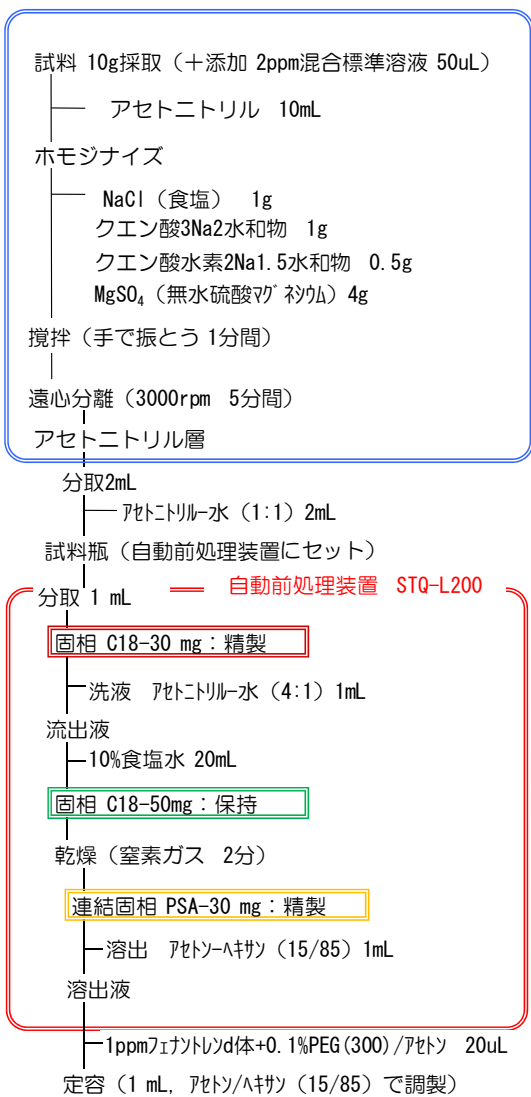 試料 10g採取（＋添加 2ppm混合標準溶液 50uL）
アセトニトリル 10mL
ホモジナイズ
NaCl（食塩） 1g
クエン酸3Na2水和物 1g
クエン酸水素2Na1.5水和物 0.5g
MgSO₄（無水硫酸ﾏｸﾞﾈｼｳﾑ）4g
撹拌（手で振とう 1分間）
遠心分離（3000rpm 5分間）
アセトニトリル層
分取2mL
ｱｾﾄﾆﾄﾘﾙｰ水（1:1）2mL
試料瓶（自動前処理装置にセット）
自動前処理装置 STQ-L200
分取 1 mL
固相 C18-30 mg：精製
洗液 ｱｾﾄﾆﾄﾘﾙｰ水（4:1）1mL
流出液
10%食塩水 20mL
固相 C18-50mg：保持
乾燥（窒素ガス 2分）
連結固相 PSA-30 mg：精製
溶出 ｱｾﾄﾝｰﾍｷｻﾝ（15/85）1mL
溶出液
1ppmﾌｪﾅﾝﾄﾚﾝd体+0.1%PEG(300)/ｱｾﾄﾝ 20uL
定容（1 mL, ｱｾﾄﾝ/ﾍｷｻﾝ（15/85）で調製）